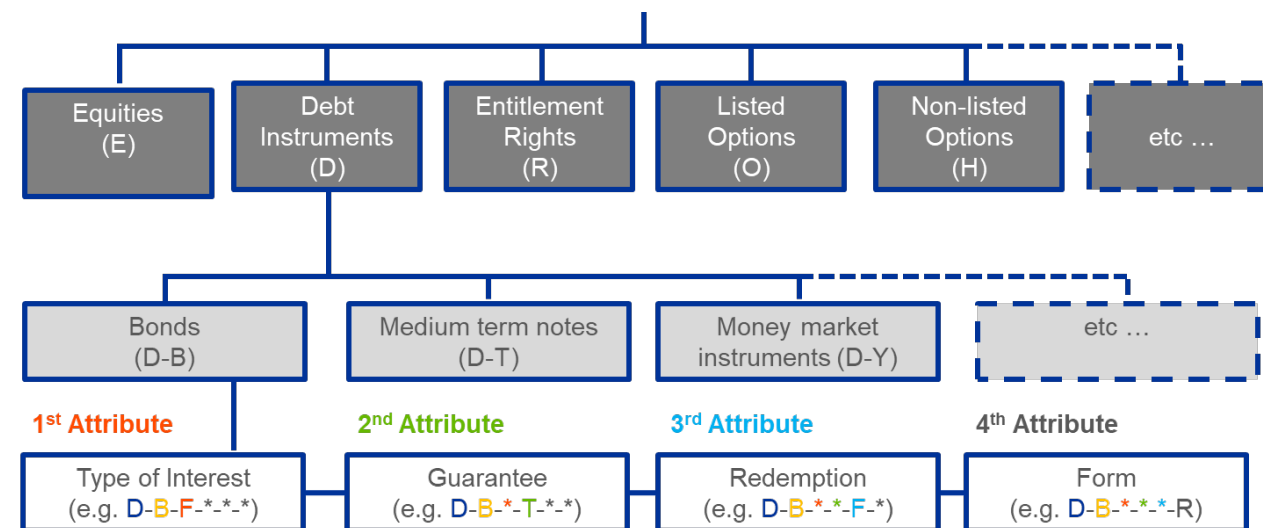 Equities
(E)
Debt
Instruments
(D)
Entitlement
Rights
(R)
Listed
Options
(O)
Non-listed
Options
(H)
etc …
Bonds
(D-B)
Medium term notes
(D-T)
Money market
instruments (D-Y)
etc …
1st Attribute
2nd Attribute
3rd Attribute
4th Attribute
Type of Interest
(e.g. D-B-F-*-*-*)
Guarantee
(e.g. D-B-*-T-*-*)
Redemption
(e.g. D-B-*-*-F-*)
Form
(e.g. D-B-*-*-*-R)